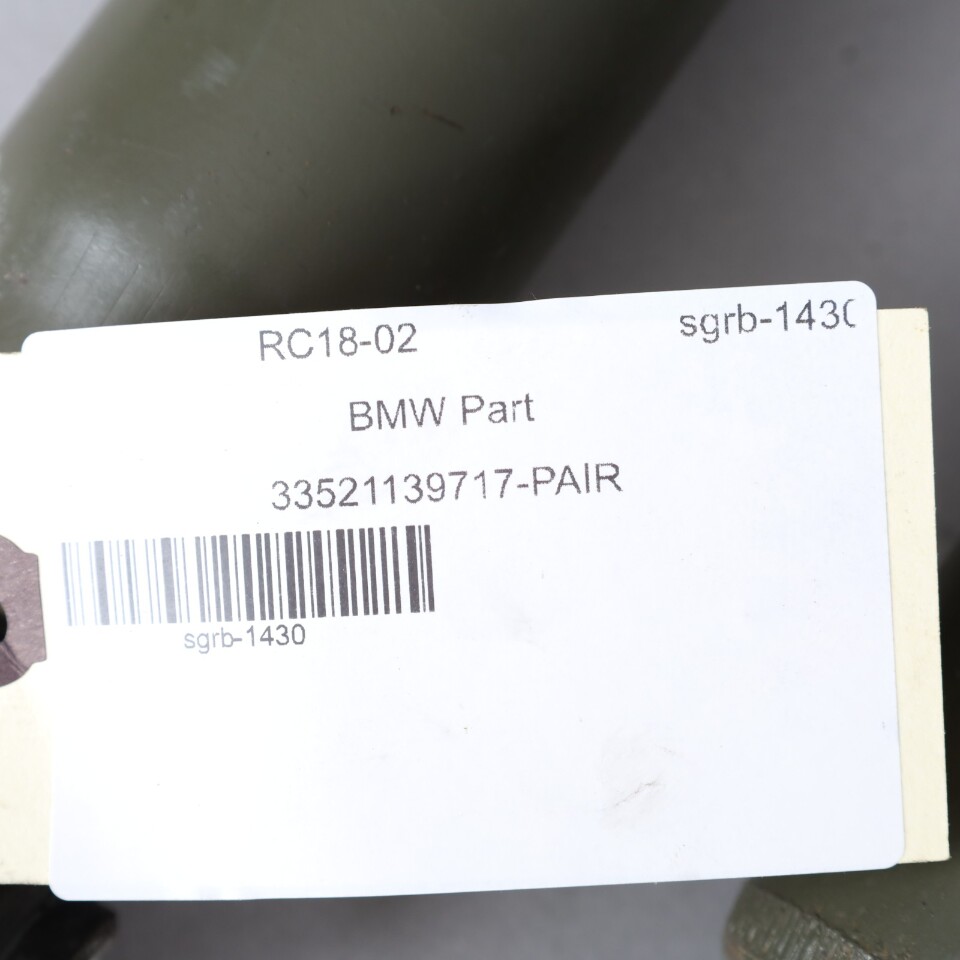 RC18-02 sgrb-1430
BMW Part
33521139717-PAIR
sgrb-1430